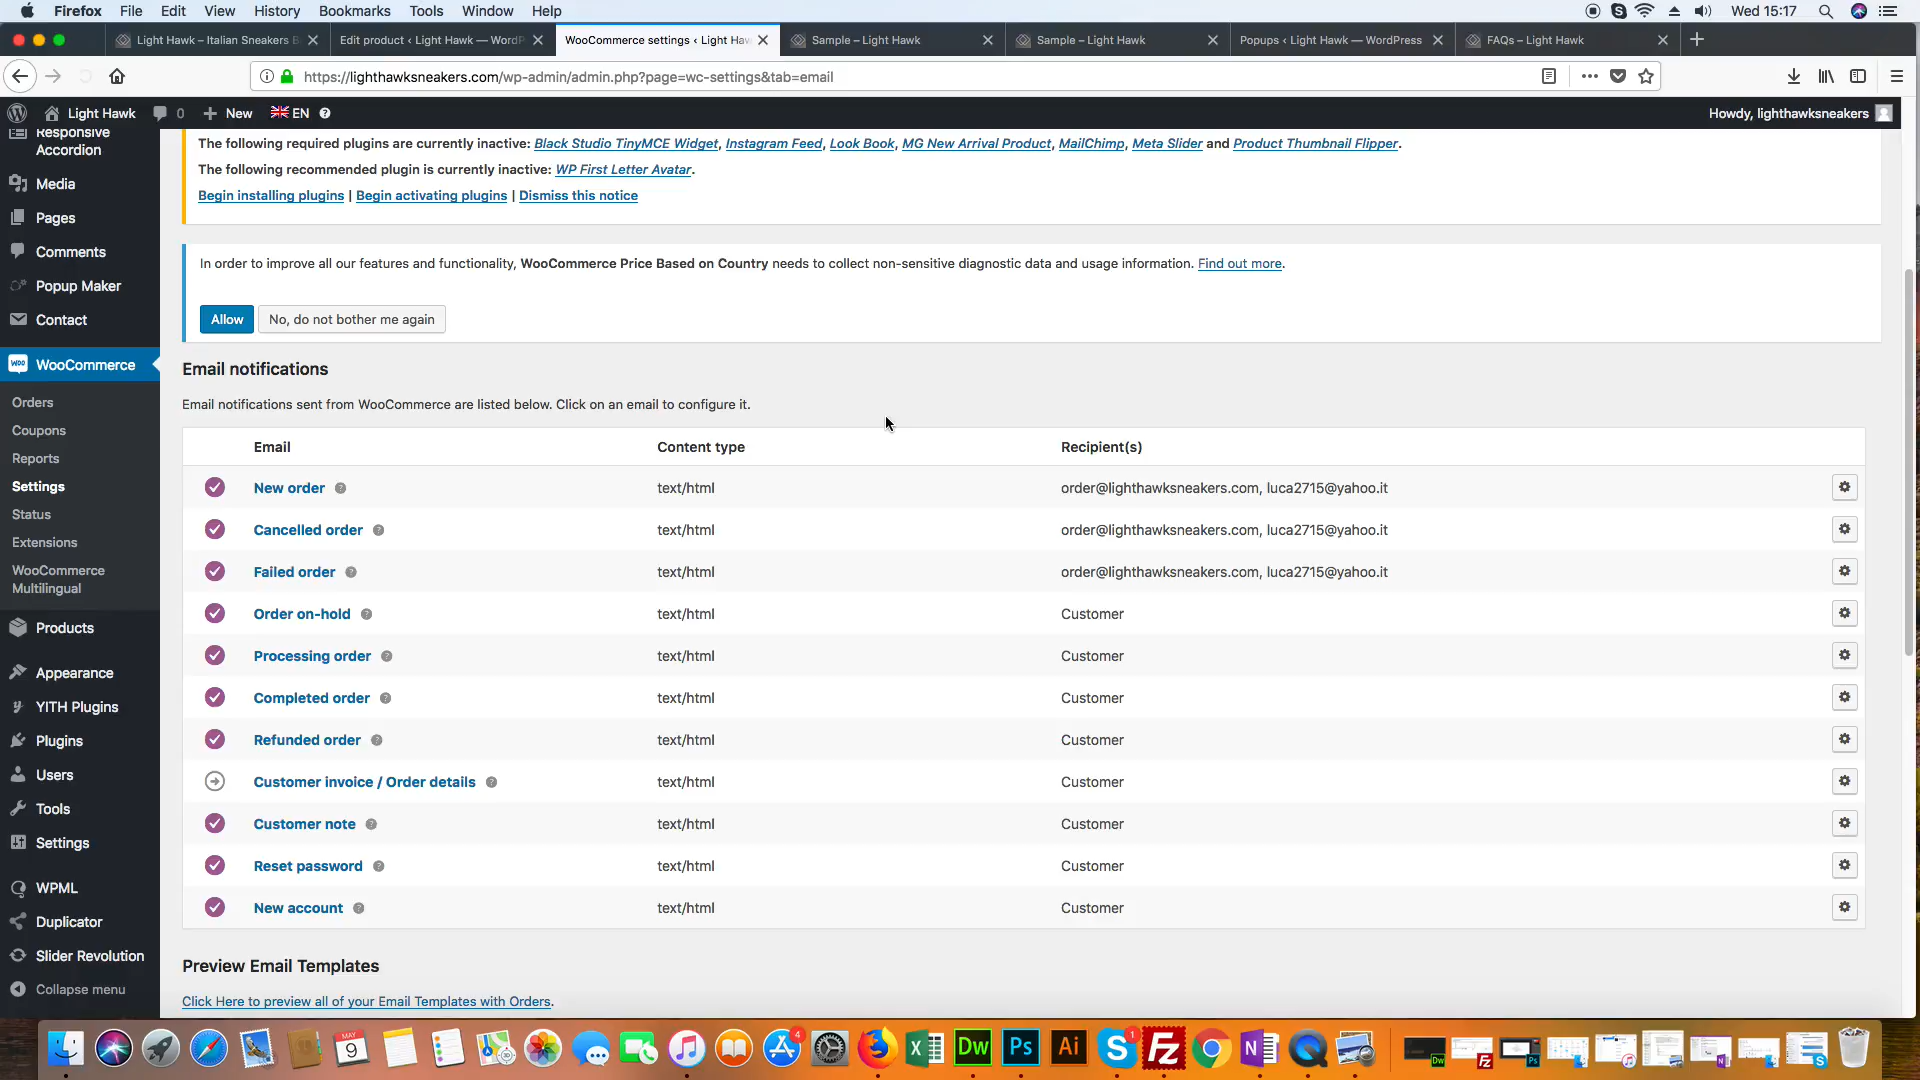 Firefox File Edit View History Bookmarks Tools Window Help Wed 15:17
Light Hawk – Italian Sneakers B Edit product ‹ Light Hawk — WordP WooCommerce settings ‹ Light Haw Sample – Light Hawk Sample – Light Hawk Popups ‹ Light Hawk — WordPress FAQs – Light Hawk
https://lighthawksneakers.com/wp-admin/admin.php?page=wc-settings&tab=email
Light Hawk 0 New EN Howdy, lighthawksneakers
Responsive
Accordion
Media
Pages
Comments
Popup Maker
Contact
WooCommerce
Orders
Coupons
Reports
Settings
Status
Extensions
WooCommerce
Multilingual
Products
Appearance
YITH Plugins
Plugins
Users
Tools
Settings
WPML
Duplicator
Slider Revolution
Collapse menu
The following required plugins are currently inactive: Black Studio TinyMCE Widget, Instagram Feed, Look Book, MG New Arrival Product, MailChimp, Meta Slider and Product Thumbnail Flipper.
The following recommended plugin is currently inactive: WP First Letter Avatar.
Begin installing plugins | Begin activating plugins | Dismiss this notice
In order to improve all our features and functionality, WooCommerce Price Based on Country needs to collect non-sensitive diagnostic data and usage information. Find out more.
Allow No, do not bother me again
Email notifications
Email notifications sent from WooCommerce are listed below. Click on an email to configure it.
Email Content type Recipient(s)
New order text/html order@lighthawksneakers.com, luca2715@yahoo.it
Cancelled order text/html order@lighthawksneakers.com, luca2715@yahoo.it
Failed order text/html order@lighthawksneakers.com, luca2715@yahoo.it
Order on-hold text/html Customer
Processing order text/html Customer
Completed order text/html Customer
Refunded order text/html Customer
Customer invoice / Order details text/html Customer
Customer note text/html Customer
Reset password text/html Customer
New account text/html Customer
Preview Email Templates
Click Here to preview all of your Email Templates with Orders.
MAY 9 4 Dw Ps Ai 1 Fz N